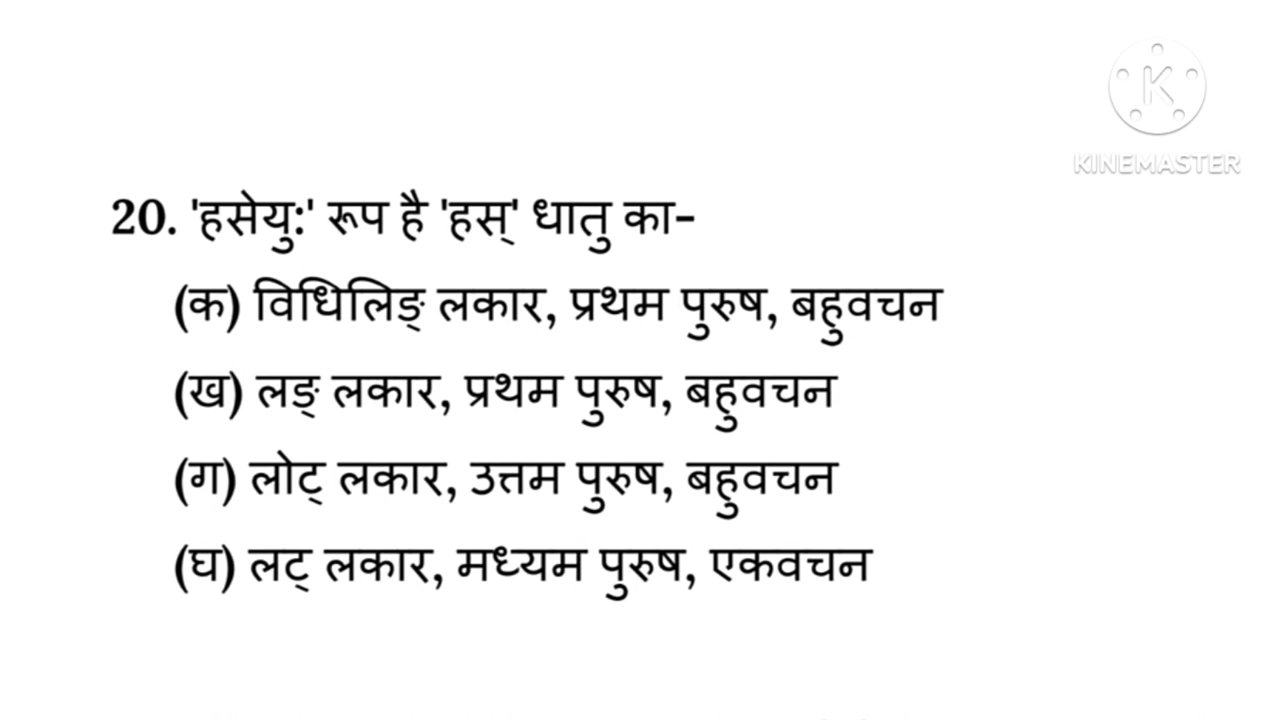 KINEMASTER
20. 'हसेयु:' रूप है 'हस्' धातु का-
(क) विधिलिङ् लकार, प्रथम पुरुष, बहुवचन
(ख) लङ् लकार, प्रथम पुरुष, बहुवचन
(ग) लोट् लकार, उत्तम पुरुष, बहुवचन
(घ) लट् लकार, मध्यम पुरुष, एकवचन